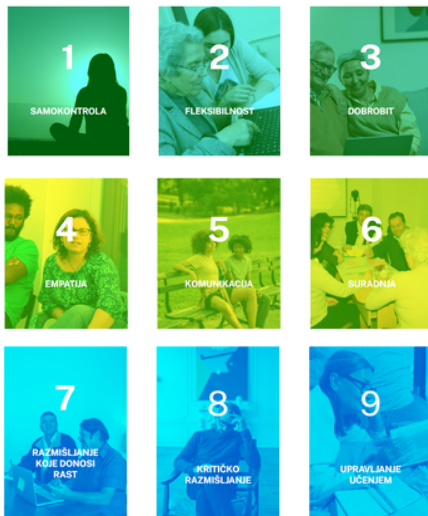 1
SAMOKONTROLA
2
FLEKSIBILNOST
3
DOBROBIT
4
EMPATIJA
5
KOMUNIKACIJA
6
SURADNJA
7
RAZMIŠLJANJE
KOJE DONOSI
RAST
8
KRITIČKO
RAZMIŠLJANJE
9
UPRAVLJANJE
UČENJEM